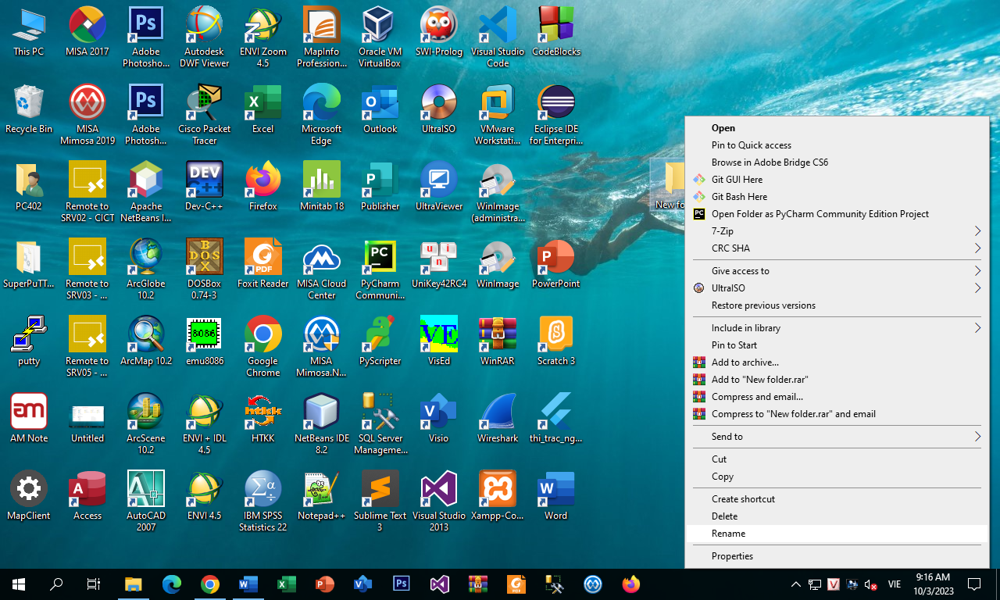 This PC
MISA 2017
Adobe
Photosho...
Autodesk
DWF Viewer
ENVI Zoom
4.5
MapInfo
Profession...
Oracle VM
VirtualBox
SWI-Prolog
Visual Studio
Code
CodeBlocks
Recycle Bin
MISA
Mimosa 2019
Adobe
Photosh...
Cisco Packet
Tracer
Excel
Microsoft
Edge
Outlook
UltraISO
VMware
Workstati...
Eclipse IDE
for Enterpri...
PC402
Remote to
SRV02 - CICT
Apache
NetBeans I...
DEV
C++
Dev-C++
Firefox
Minitab 18
Publisher
UltraViewer
WinImage
(administra...
New fo
SuperPuTT...
Remote to
SRV03 - ...
ArcGlobe
10.2
DOSBox
0.74-3
Foxit Reader
MISA Cloud
Center
PyCharm
Communi...
UniKey42RC4
WinImage
PowerPoint
putty
Remote to
SRV05 - ...
ArcMap 10.2
8086
emu8086
Google
Chrome
MISA
Mimosa.N...
PyScripter
VE
VisEd
WinRAR
Scratch 3
am
AM Note
Untitled
ArcScene
10.2
ENVI + IDL
4.5
htkk
HTKK
NetBeans IDE
8.2
SQL Server
Manageme...
Visio
Wireshark
thi_trac_ng...
MapClient
Access
AutoCAD
2007
ENVI 4.5
IBM SPSS
Statistics 22
Notepad++
Sublime Text
3
Visual Studio
2013
Xampp-Co...
Word
Open
Pin to Quick access
Browse in Adobe Bridge CS6
Git GUI Here
Git Bash Here
Open Folder as PyCharm Community Edition Project
7-Zip
CRC SHA
Give access to
UltraISO
Restore previous versions
Include in library
Pin to Start
Add to archive...
Add to "New folder.rar"
Compress and email...
Compress to "New folder.rar" and email
Send to
Cut
Copy
Create shortcut
Delete
Rename
Properties
VIE
9:16 AM
10/3/2023